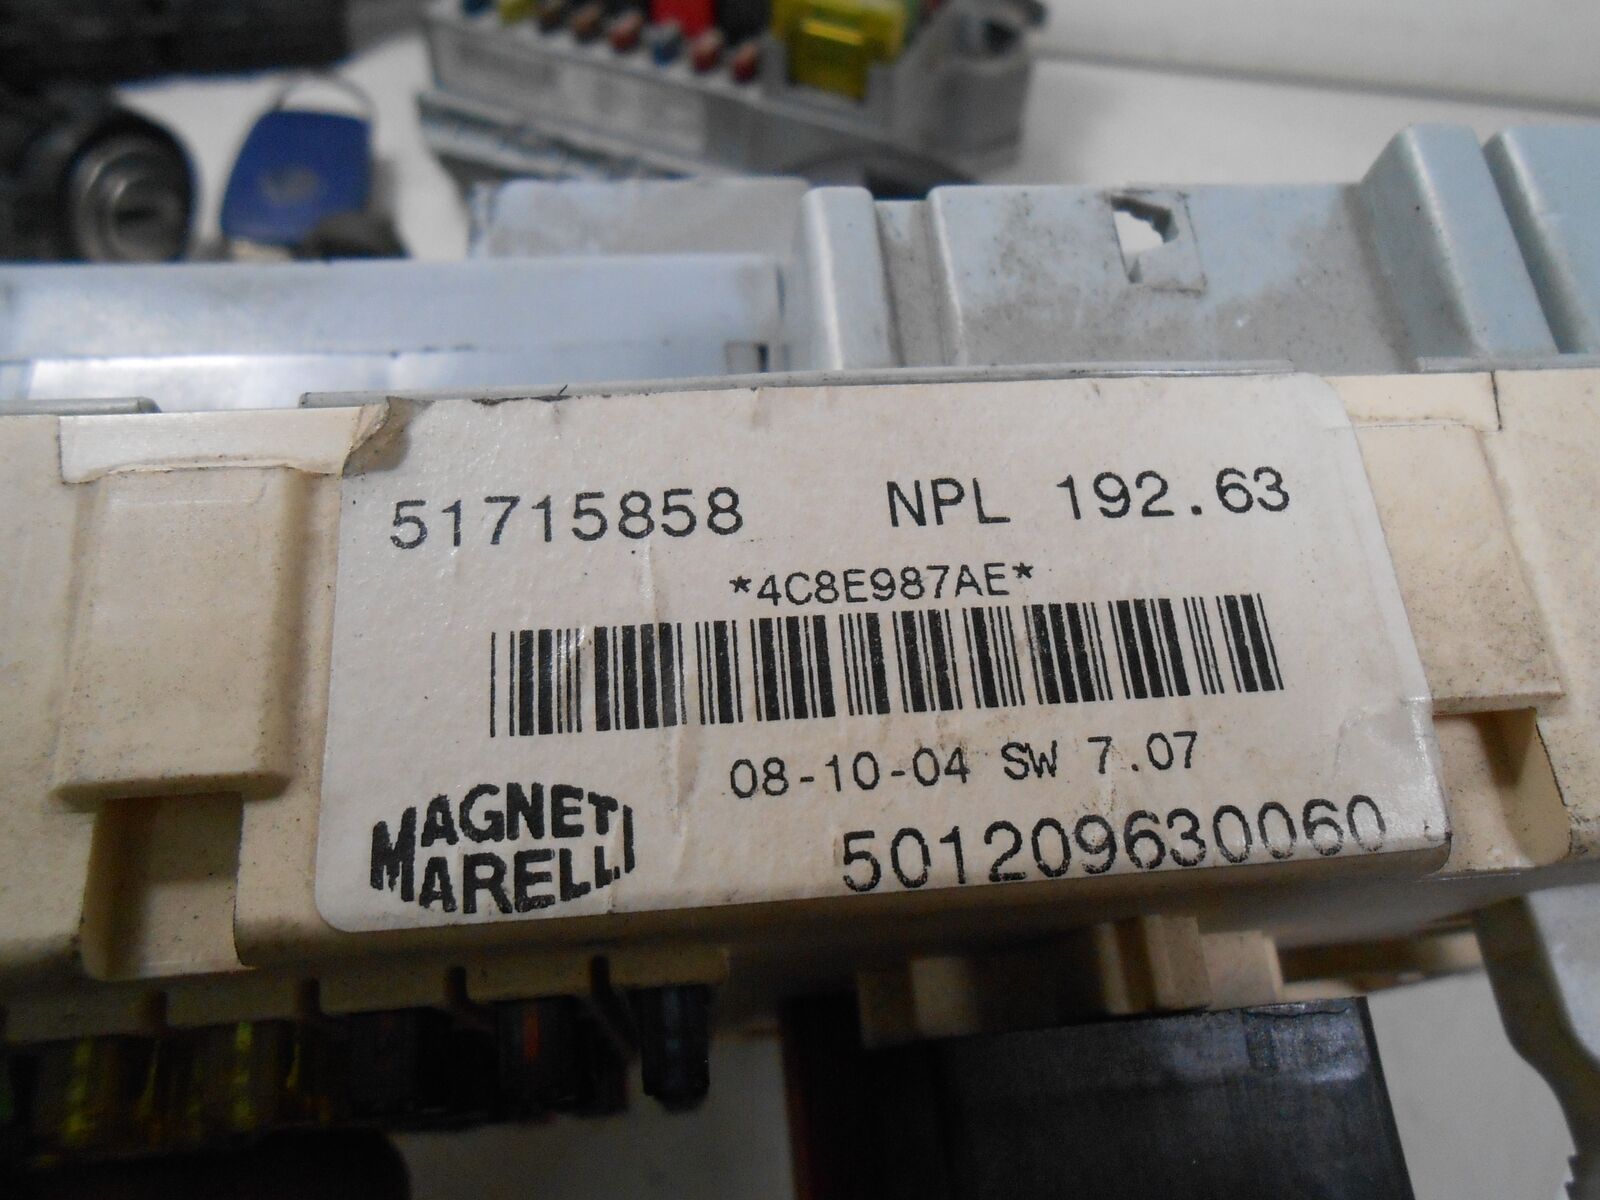 51715858 NPL 192.63
*4C8E987AE*
08-10-04 SW 7.07
MAGNETI
MARELLI
501209630060